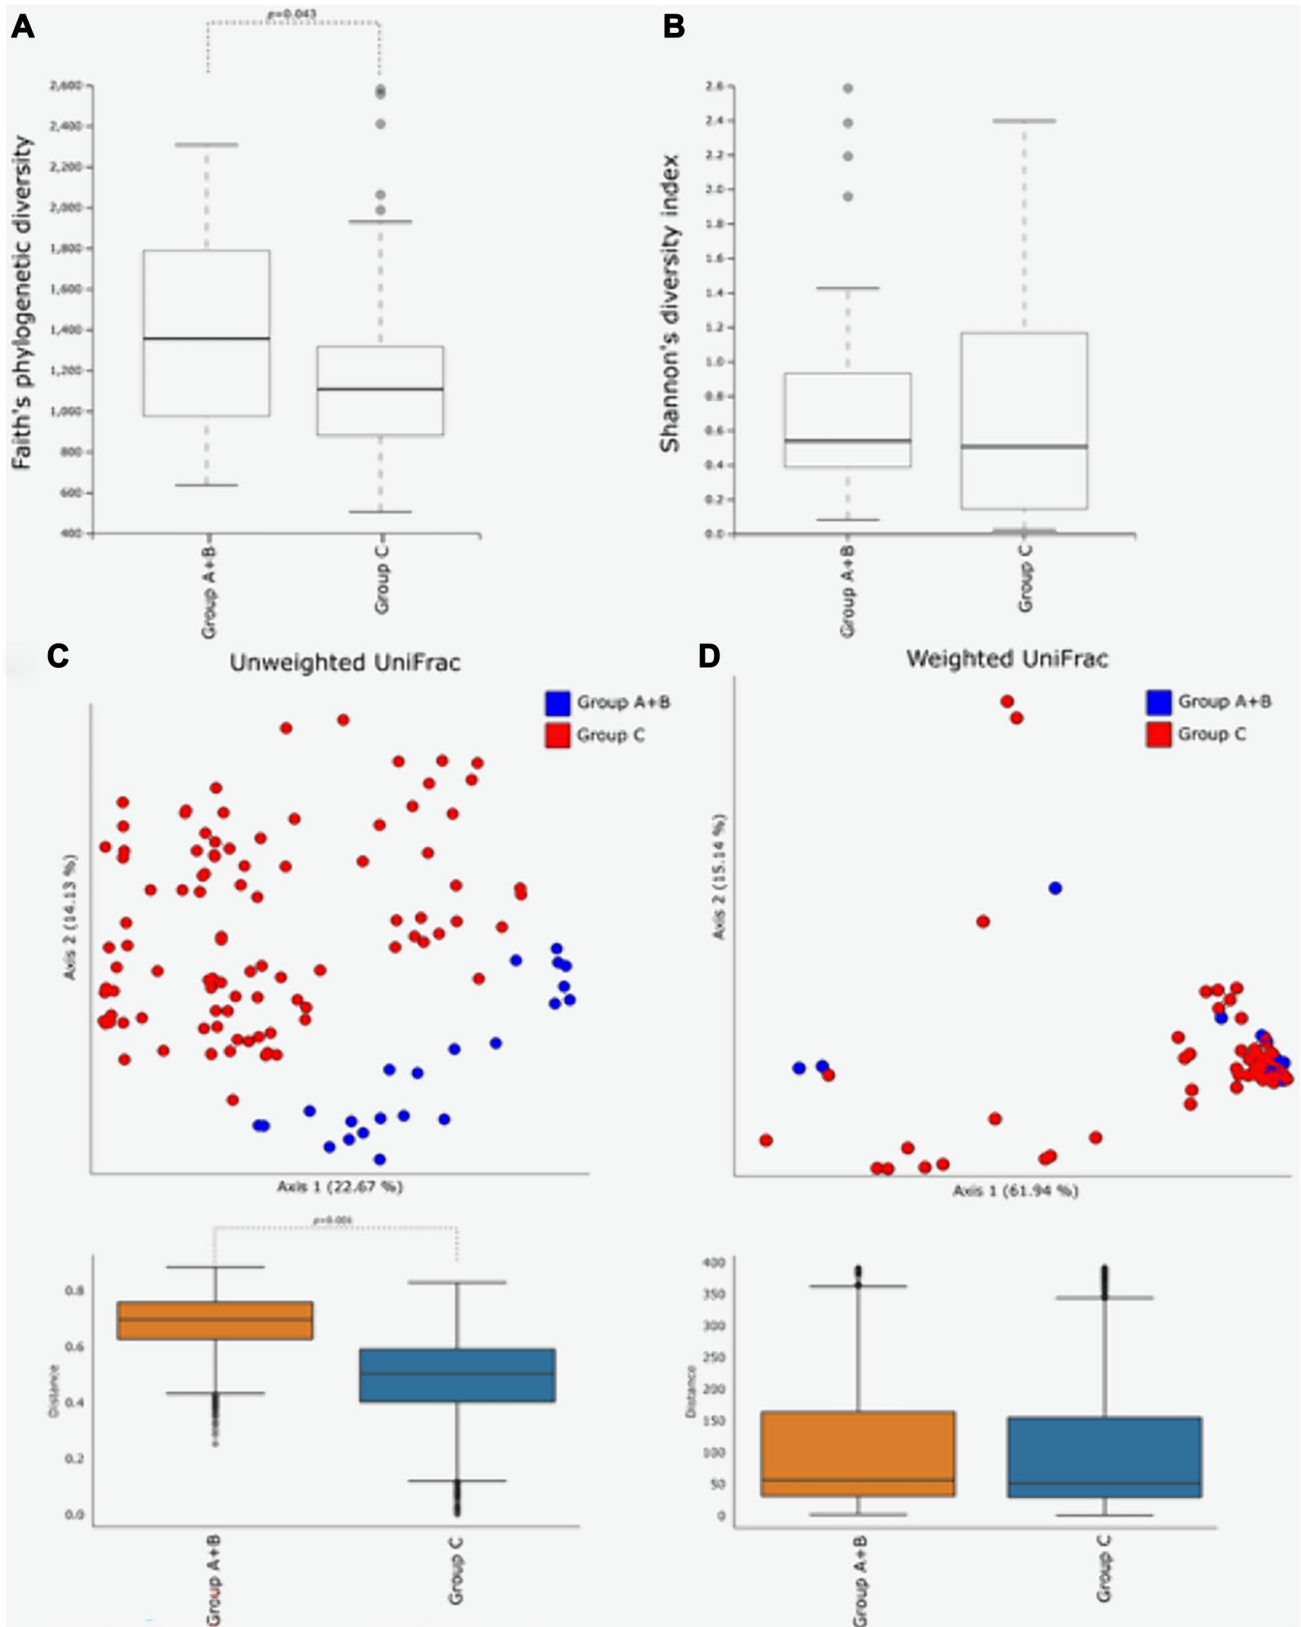 A
B
p=0.043
Faith's phylogenetic diversity
2,600
2,400
2,200
2,000
1,800
1,600
1,400
1,200
1,000
800
600
400
Group A+B
Group C
Shannon's diversity index
2.6
2.4
2.2
2.0
1.8
1.6
1.4
1.2
1.0
0.8
0.6
0.4
0.2
0.0
Group A+B
Group C
C
Unweighted UniFrac
Group A+B
Group C
Axis 2 (14.13 %)
Axis 1 (22.67 %)
D
Weighted UniFrac
Group A+B
Group C
Axis 2 (15.14 %)
Axis 1 (61.94 %)
Distance
0.8
0.6
0.4
0.2
0.0
Group A+B
Group C
Distance
400
350
300
250
200
150
100
50
0
Group A+B
Group C